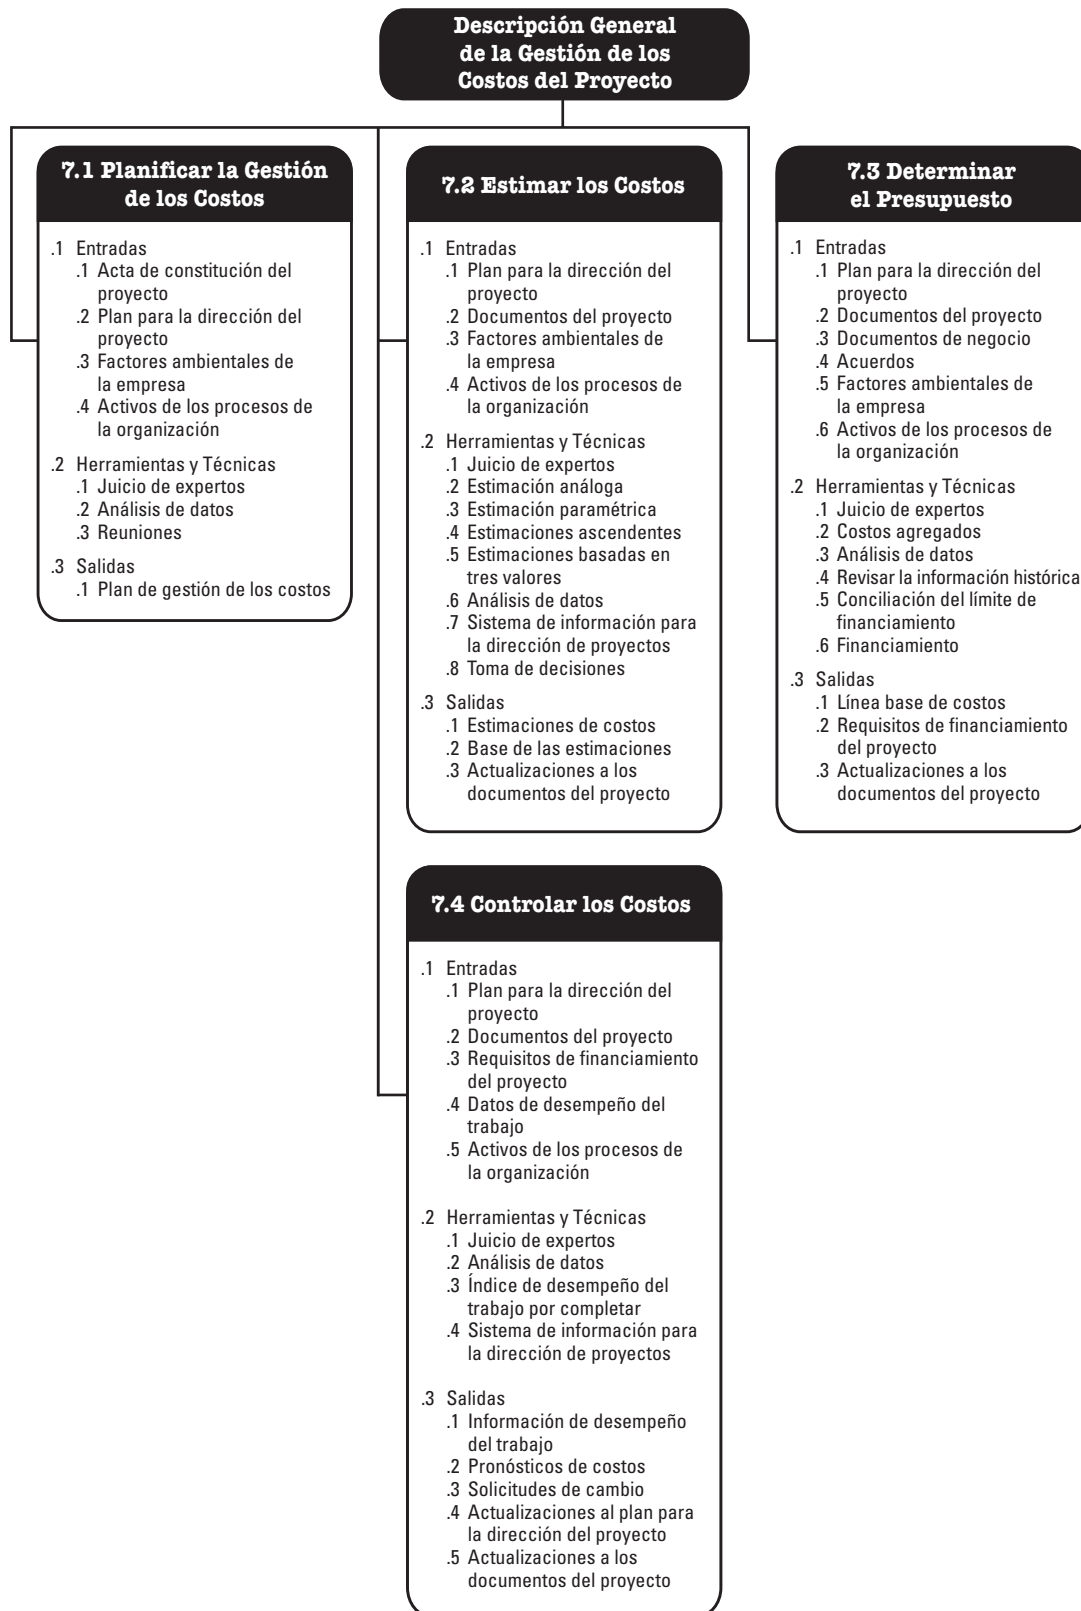 Descripción General
de la Gestión de los
Costos del Proyecto
7.1 Planificar la Gestión
de los Costos
.1 Entradas
.1 Acta de constitución del
proyecto
.2 Plan para la dirección del
proyecto
.3 Factores ambientales de
la empresa
.4 Activos de los procesos de
la organización
.2 Herramientas y Técnicas
.1 Juicio de expertos
.2 Análisis de datos
.3 Reuniones
.3 Salidas
.1 Plan de gestión de los costos
7.2 Estimar los Costos
.1 Entradas
.1 Plan para la dirección del
proyecto
.2 Documentos del proyecto
.3 Factores ambientales de
la empresa
.4 Activos de los procesos de
la organización
.2 Herramientas y Técnicas
.1 Juicio de expertos
.2 Estimación análoga
.3 Estimación paramétrica
.4 Estimaciones ascendentes
.5 Estimaciones basadas en
tres valores
.6 Análisis de datos
.7 Sistema de información para
la dirección de proyectos
.8 Toma de decisiones
.3 Salidas
.1 Estimaciones de costos
.2 Base de las estimaciones
.3 Actualizaciones a los
documentos del proyecto
7.3 Determinar
el Presupuesto
.1 Entradas
.1 Plan para la dirección del
proyecto
.2 Documentos del proyecto
.3 Documentos de negocio
.4 Acuerdos
.5 Factores ambientales de
la empresa
.6 Activos de los procesos de
la organización
.2 Herramientas y Técnicas
.1 Juicio de expertos
.2 Costos agregados
.3 Análisis de datos
.4 Revisar la información histórica
.5 Conciliación del límite de
financiamiento
.6 Financiamiento
.3 Salidas
.1 Línea base de costos
.2 Requisitos de financiamiento
del proyecto
.3 Actualizaciones a los
documentos del proyecto
7.4 Controlar los Costos
.1 Entradas
.1 Plan para la dirección del
proyecto
.2 Documentos del proyecto
.3 Requisitos de financiamiento
del proyecto
.4 Datos de desempeño del
trabajo
.5 Activos de los procesos de
la organización
.2 Herramientas y Técnicas
.1 Juicio de expertos
.2 Análisis de datos
.3 Índice de desempeño del
trabajo por completar
.4 Sistema de información para
la dirección de proyectos
.3 Salidas
.1 Información de desempeño
del trabajo
.2 Pronósticos de costos
.3 Solicitudes de cambio
.4 Actualizaciones al plan para
la dirección del proyecto
.5 Actualizaciones a los
documentos del proyecto